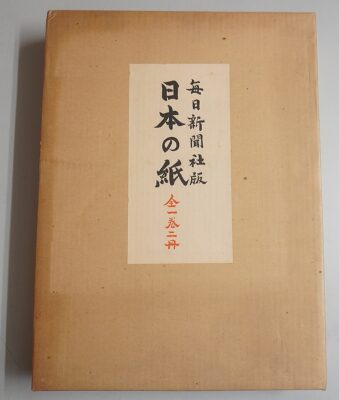 毎日新聞社版
日本の紙
全一巻二冊